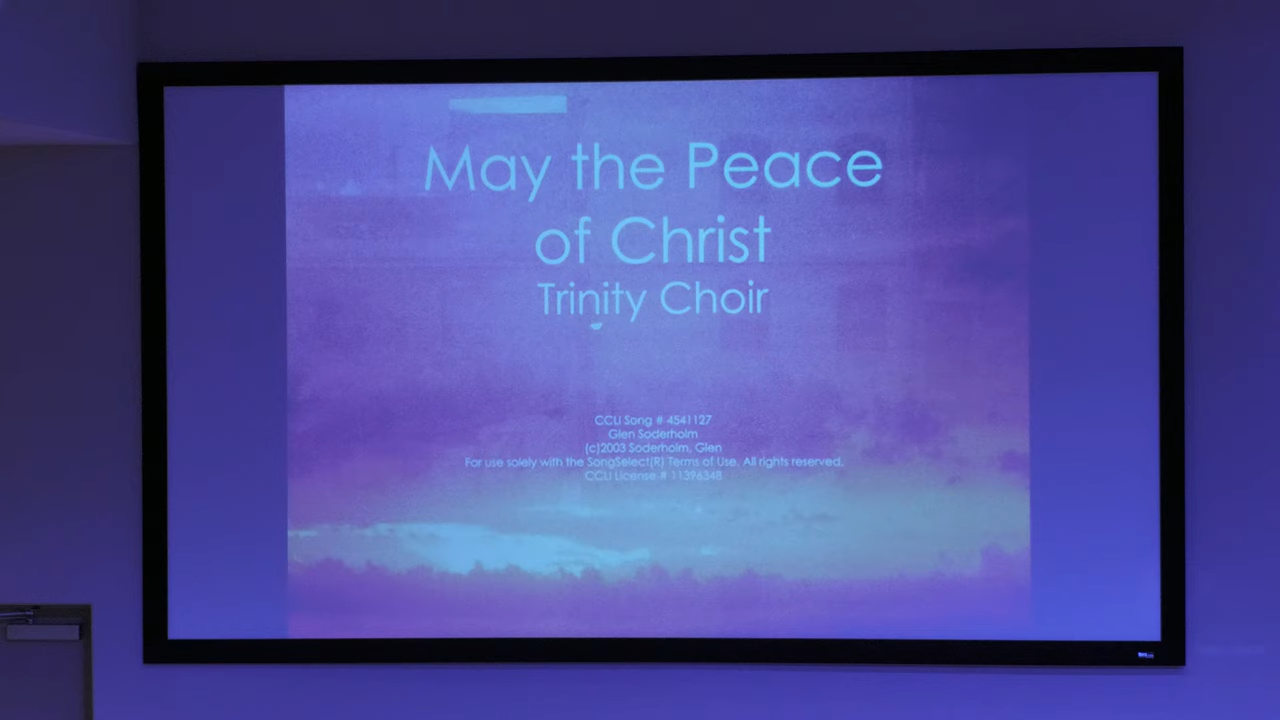 May the Peace
of Christ
Trinity Choir
CCLI Song # 4541127
Glen Soderholm
(c)2003 Soderholm, Glen
For use solely with the SongSelect(R) Terms of Use. All rights reserved.
CCLI License # 11396348